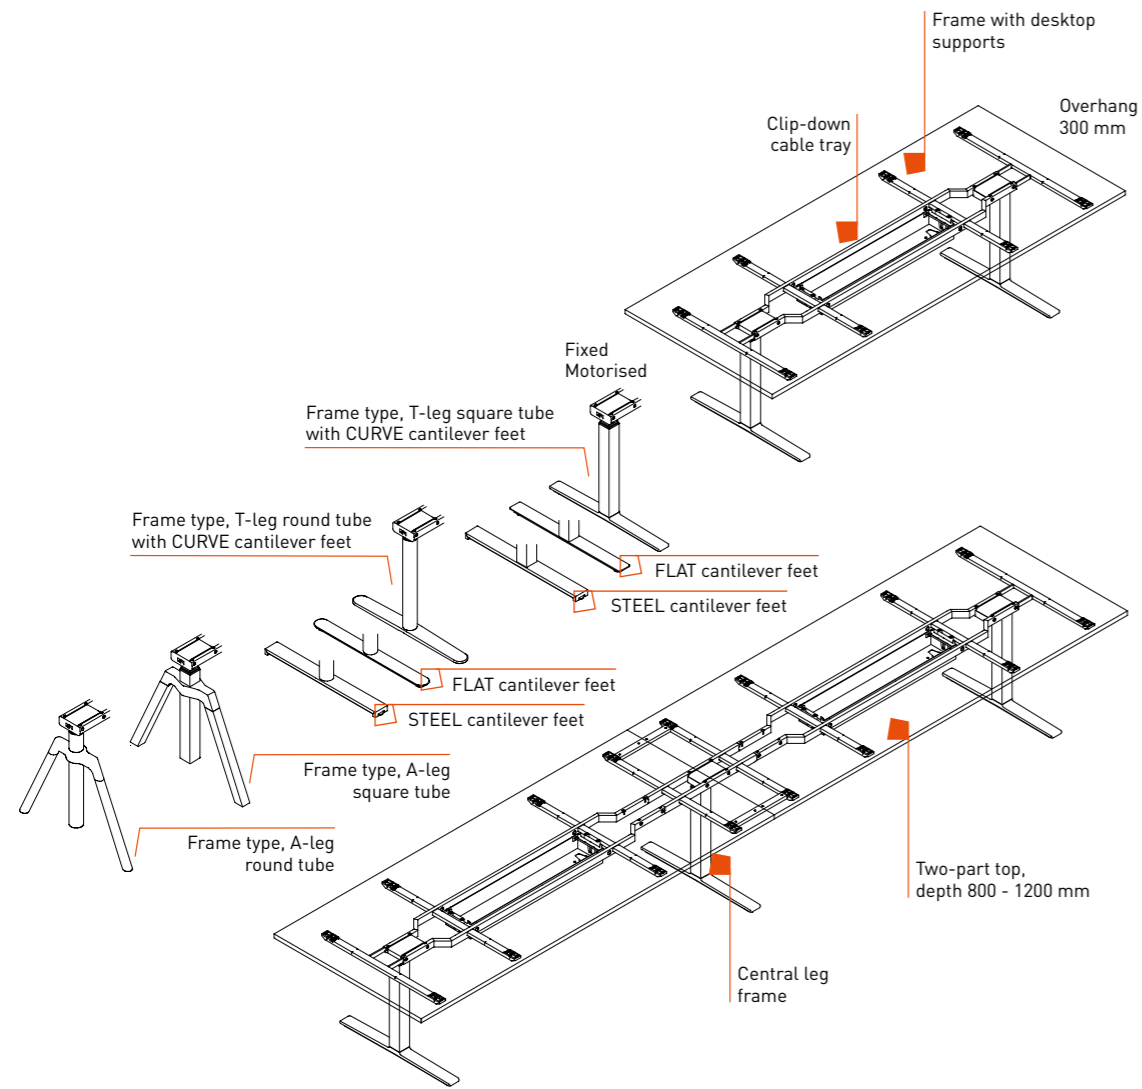 Frame with desktop
supports
Overhang
300 mm
Clip-down
cable tray
Fixed
Motorised
Frame type, T-leg square tube
with CURVE cantilever feet
Frame type, T-leg round tube
with CURVE cantilever feet
FLAT cantilever feet
STEEL cantilever feet
FLAT cantilever feet
STEEL cantilever feet
Frame type, A-leg
square tube
Frame type, A-leg
round tube
Two-part top,
depth 800 - 1200 mm
Central leg
frame